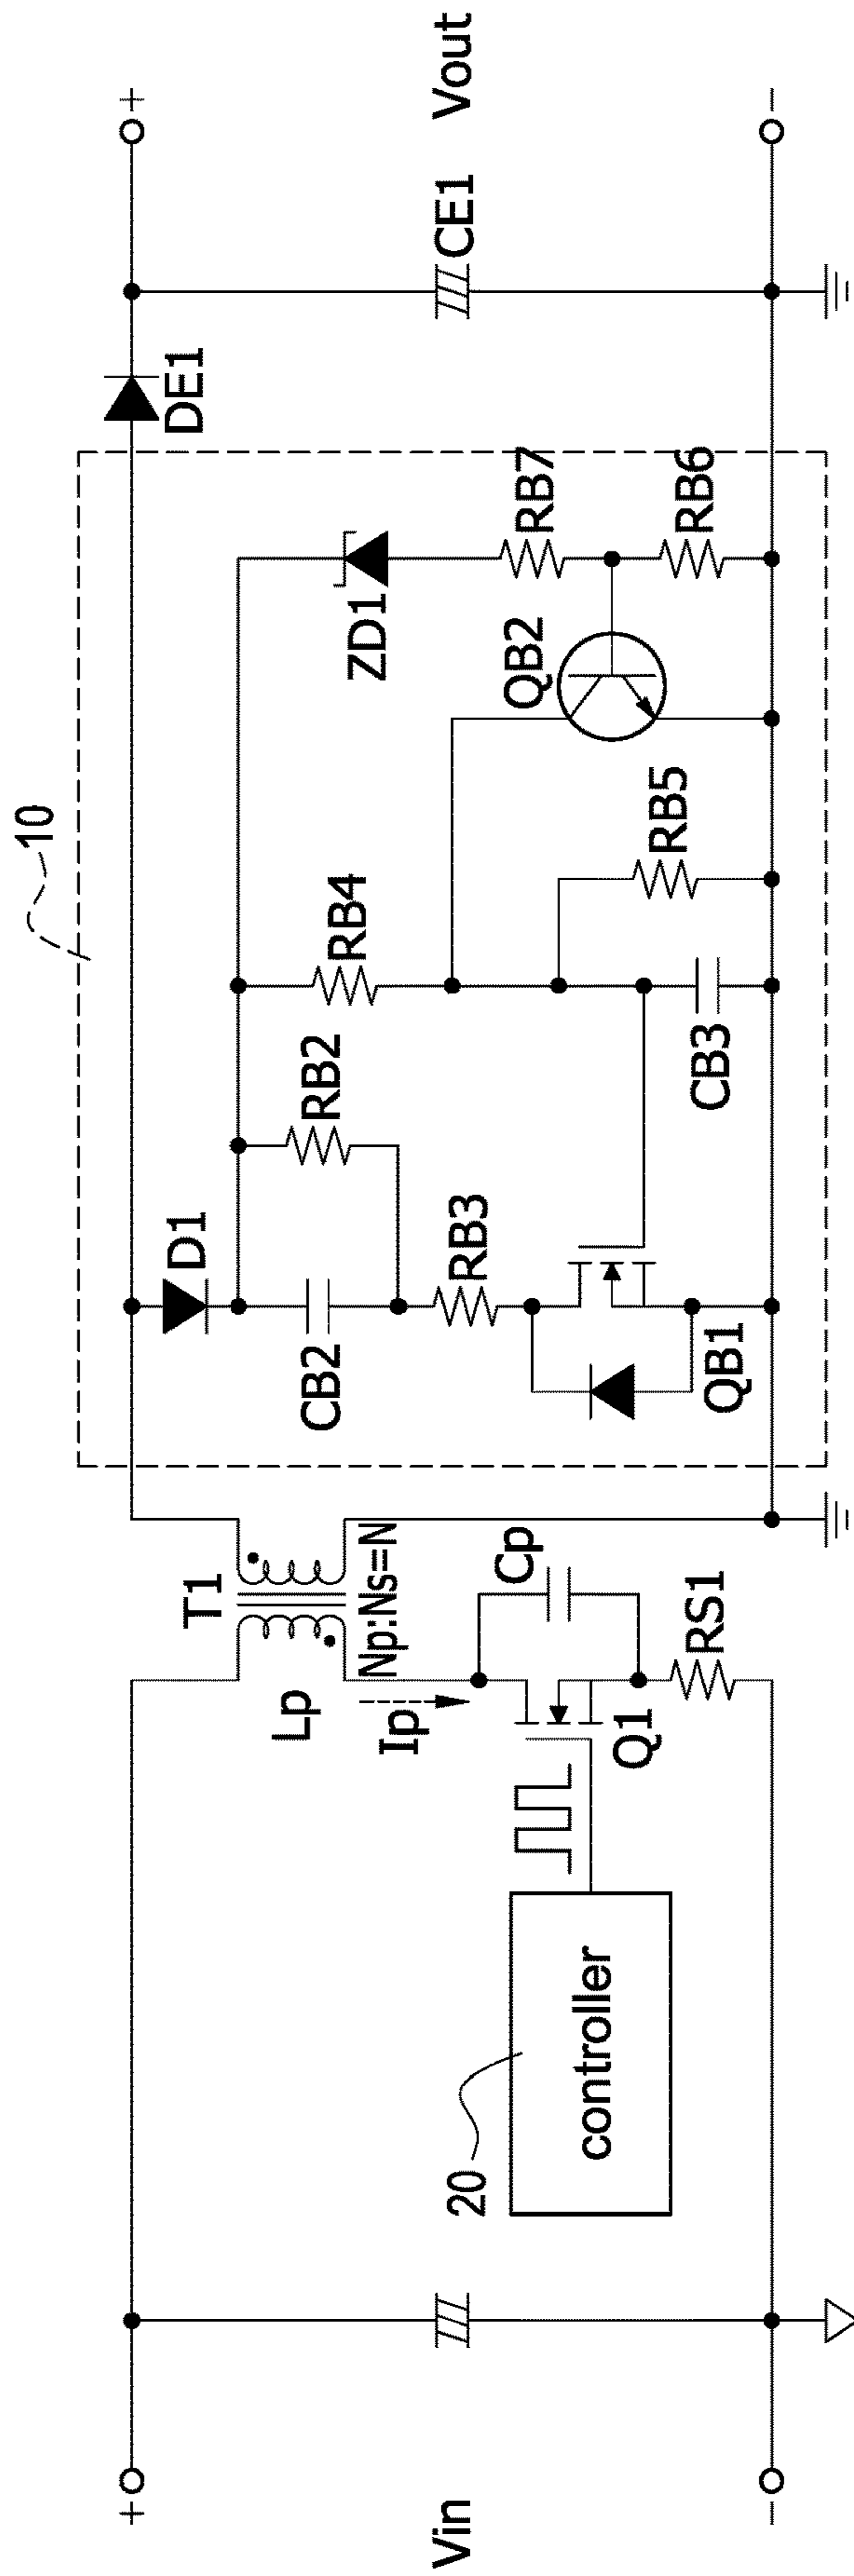 10
+
+
Vin
Vout
-
-
T1
Lp
Np:Ns=N
Ip
Cp
Q1
RS1
20
controller
D1
CB2
RB2
RB3
QB1
RB4
CB3
RB5
QB2
ZD1
RB7
RB6
DE1
CE1